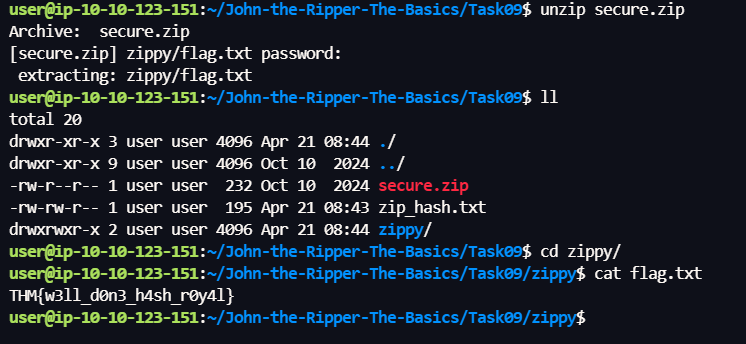 user@ip-10-10-123-151:~/John-the-Ripper-The-Basics/Task09$ unzip secure.zip
Archive:  secure.zip
[secure.zip] zippy/flag.txt password:
 extracting: zippy/flag.txt
user@ip-10-10-123-151:~/John-the-Ripper-The-Basics/Task09$ ll
total 20
drwxr-xr-x 3 user user 4096 Apr 21 08:44 ./
drwxr-xr-x 9 user user 4096 Oct 10  2024 ../
-rw-r--r-- 1 user user  232 Oct 10  2024 secure.zip
-rw-rw-r-- 1 user user  195 Apr 21 08:43 zip_hash.txt
drwxrwxr-x 2 user user 4096 Apr 21 08:44 zippy/
user@ip-10-10-123-151:~/John-the-Ripper-The-Basics/Task09$ cd zippy/
user@ip-10-10-123-151:~/John-the-Ripper-The-Basics/Task09/zippy$ cat flag.txt
THM{w3ll_d0n3_h4sh_r0y4l}
user@ip-10-10-123-151:~/John-the-Ripper-The-Basics/Task09/zippy$